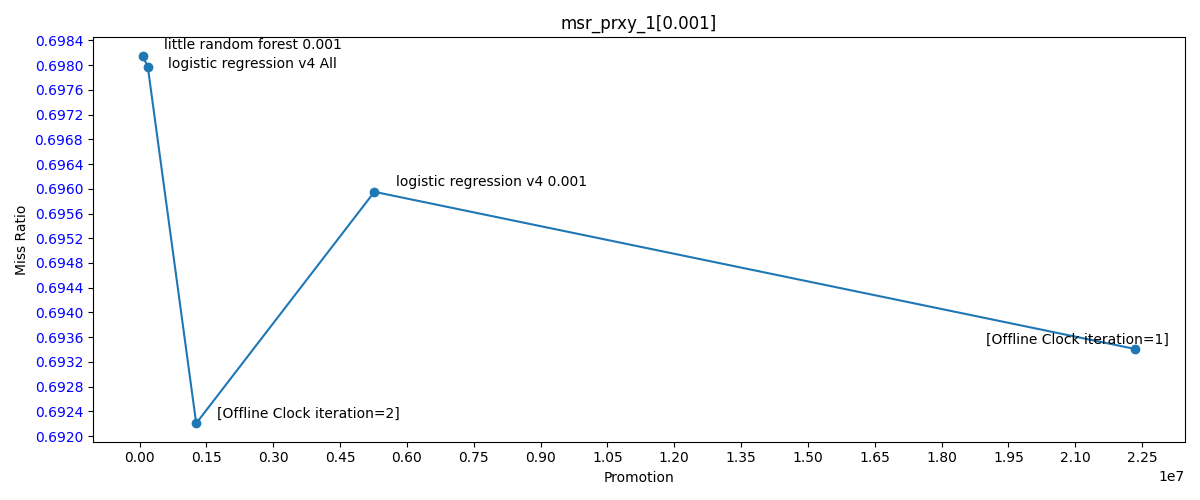 msr_prxy_1[0.001]
0.6984
0.6980
0.6976
0.6972
0.6968
0.6964
0.6960
0.6956
0.6952
0.6948
0.6944
0.6940
0.6936
0.6932
0.6928
0.6924
0.6920
Miss Ratio
little random forest 0.001
logistic regression v4 All
logistic regression v4 0.001
[Offline Clock iteration=1]
[Offline Clock iteration=2]
0.00 0.15 0.30 0.45 0.60 0.75 0.90 1.05 1.20 1.35 1.50 1.65 1.80 1.95 2.10 2.25
1e7
Promotion